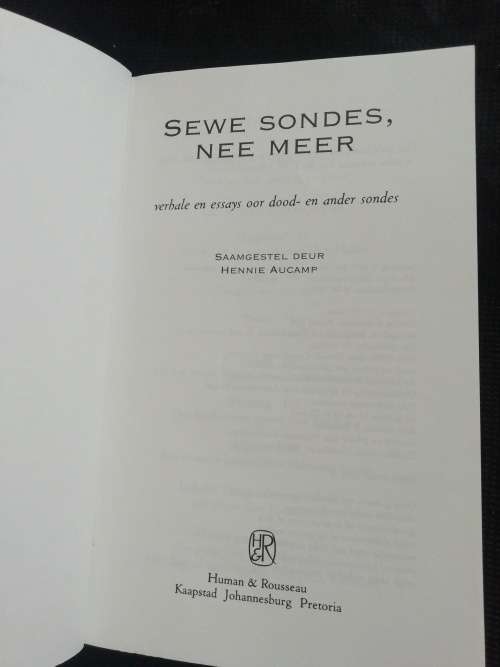 SEWE SONDES,
NEE MEER
verhale en essays oor dood- en ander sondes
SAAMGESTEL DEUR
HENNIE AUCAMP
H&R
Human & Rousseau
Kaapstad Johannesburg Pretoria